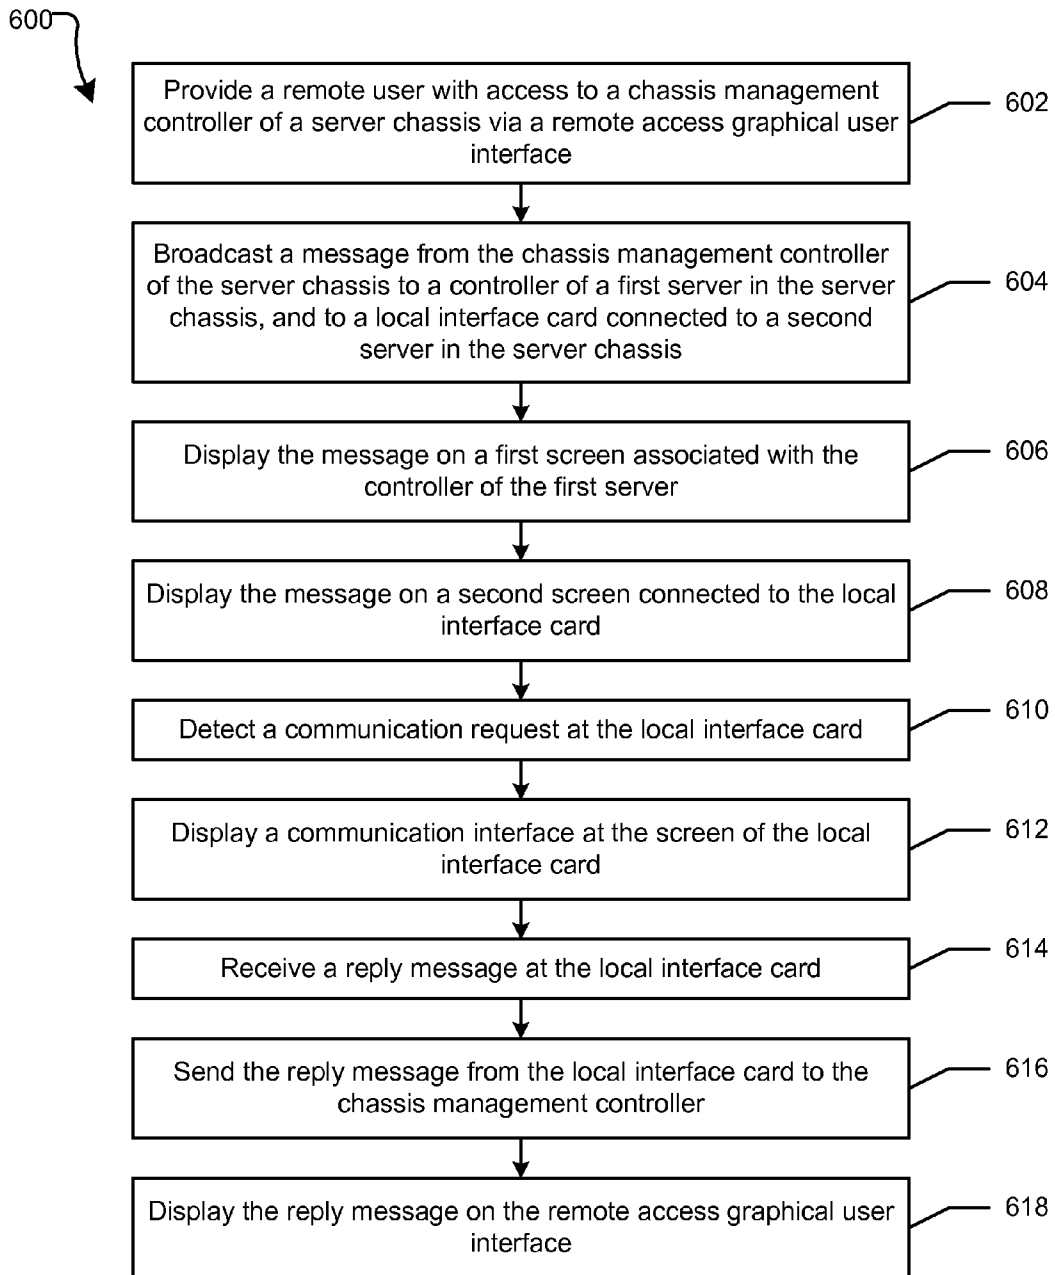 600
Provide a remote user with access to a chassis management
controller of a server chassis via a remote access graphical user
interface
602
Broadcast a message from the chassis management controller
of the server chassis to a controller of a first server in the server
chassis, and to a local interface card connected to a second
server in the server chassis
604
Display the message on a first screen associated with the
controller of the first server
606
Display the message on a second screen connected to the local
interface card
608
Detect a communication request at the local interface card
610
Display a communication interface at the screen of the local
interface card
612
Receive a reply message at the local interface card
614
Send the reply message from the local interface card to the
chassis management controller
616
Display the reply message on the remote access graphical user
interface
618